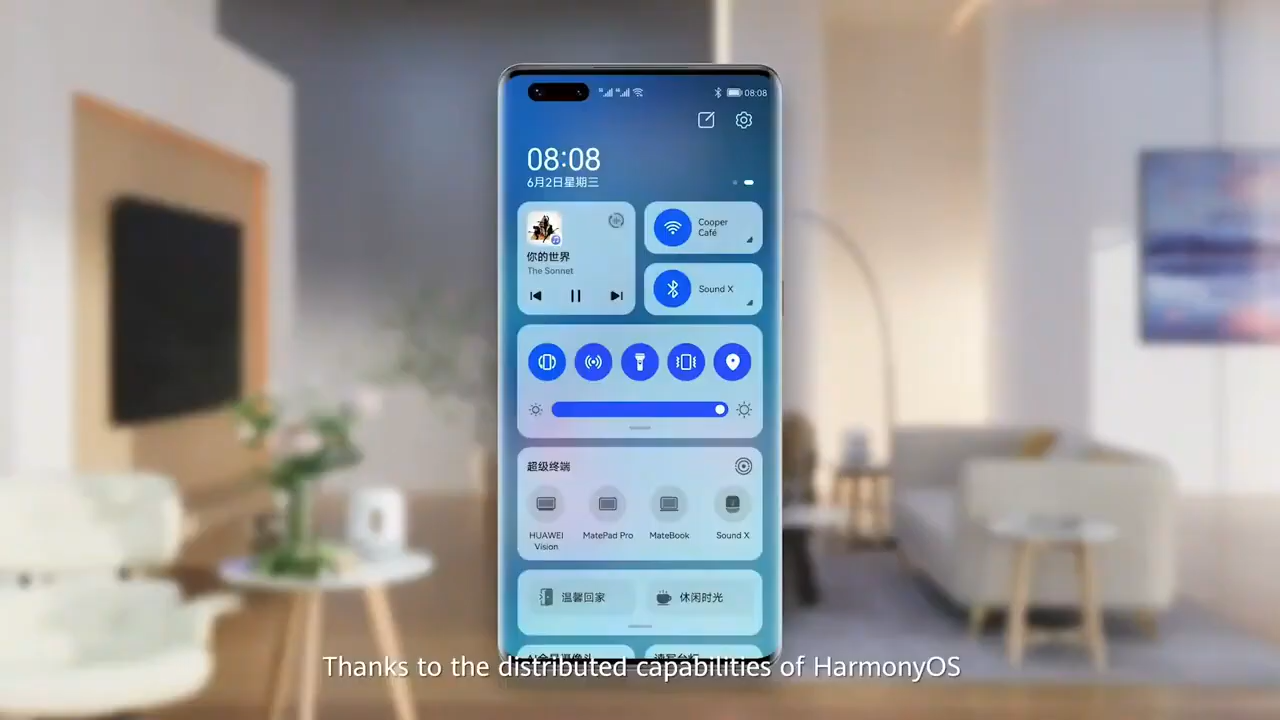 08:08
08:08
6月2日星期三
你的世界
The Sonnet
Cooper
Café
Sound X
超级终端
HUAWEI
Vision
MatePad Pro
MateBook
Sound X
温馨回家
休闲时光
Thanks to the distributed capabilities of HarmonyOS